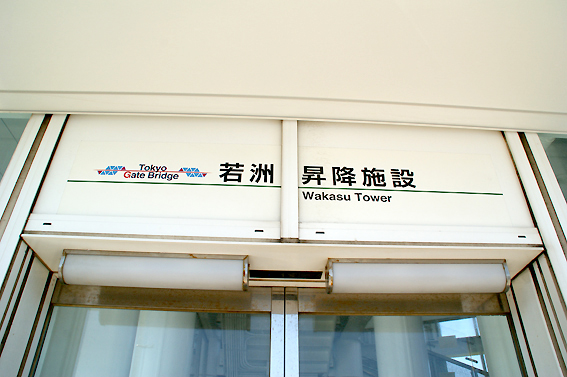 Tokyo
Gate Bridge
若洲 昇降施設
Wakasu Tower